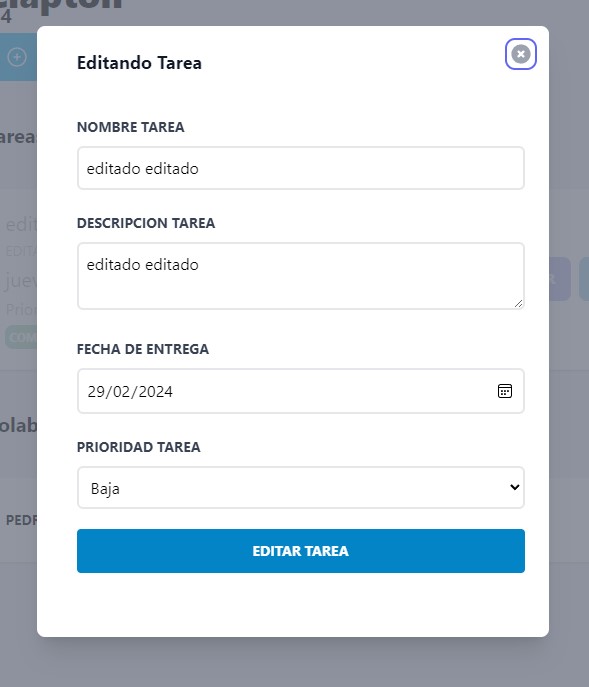 4
Editando Tarea
NOMBRE TAREA
editado editado
DESCRIPCION TAREA
editado editado
FECHA DE ENTREGA
29/02/2024
PRIORIDAD TAREA
Baja
EDITAR TAREA